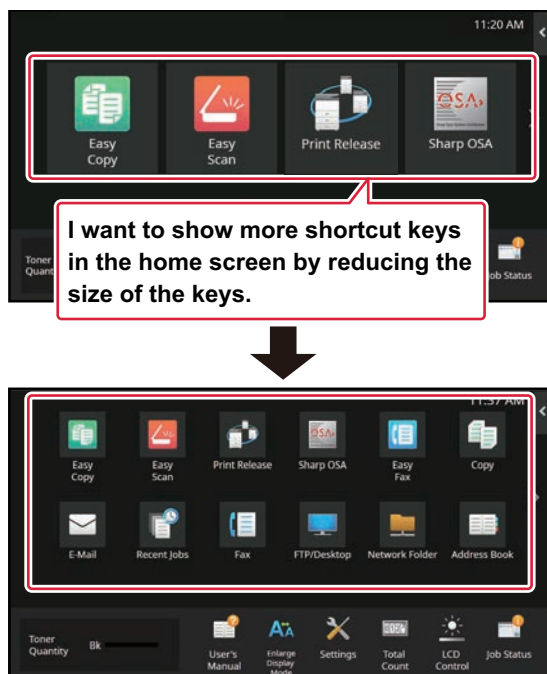 11:20 AM
Easy
Copy
Easy
Scan
Print Release
Sharp OSA
I want to show more shortcut keys
in the home screen by reducing the
size of the keys.
Toner
Quant
ob Status
11:37 AM
Easy
Copy
Easy
Scan
Print Release
Sharp OSA
Easy
Fax
Copy
E-Mail
Recent Jobs
Fax
FTP/Desktop
Network Folder
Address Book
Toner
Quantity
Bk
User's
Manual
Enlarge
Display
Mode
Settings
Total
Count
LCD
Control
Job Status